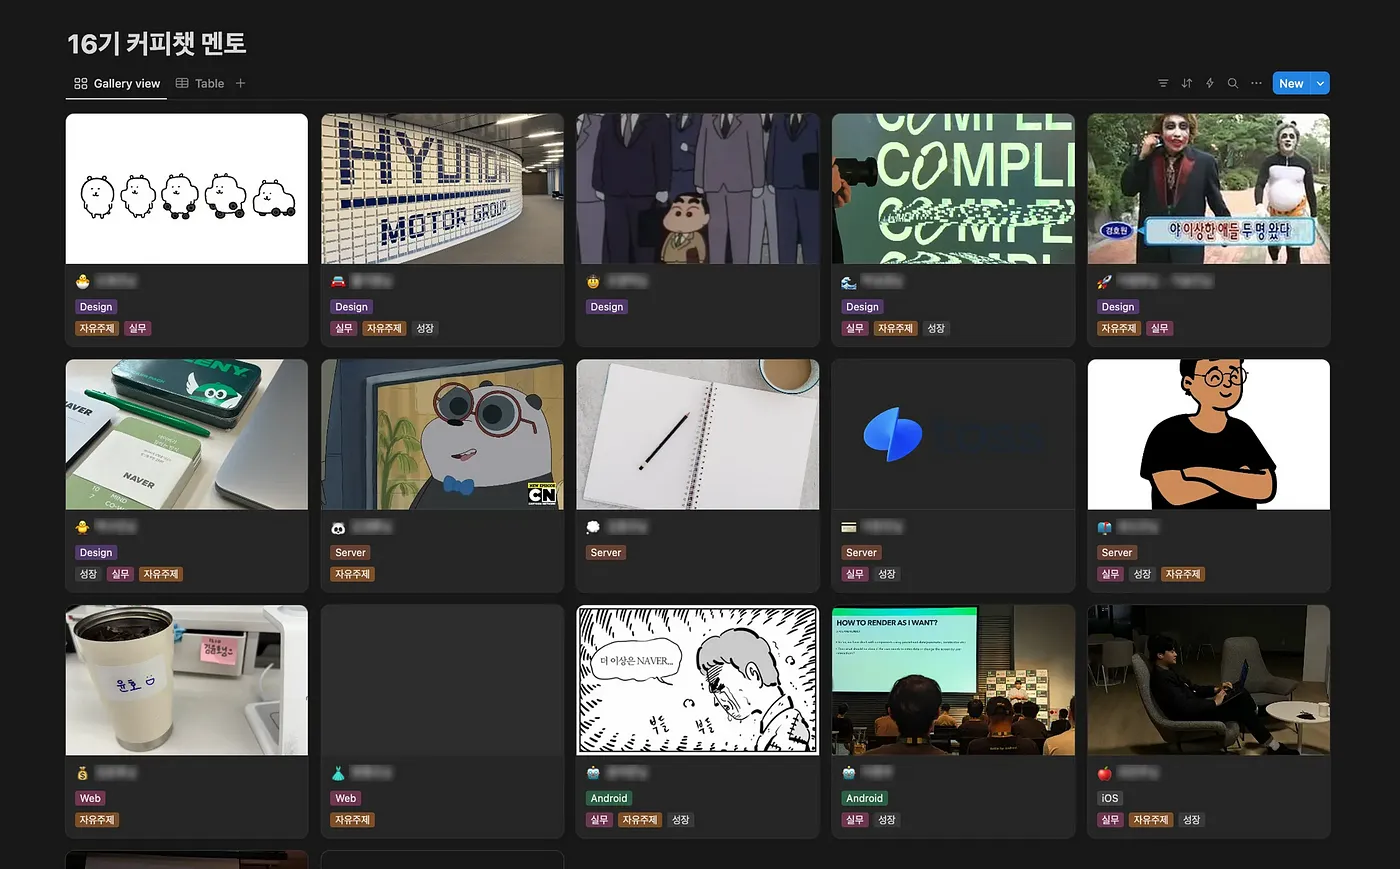 16기 커피챗 멘토
Gallery view
Table
New
HYUNDA
MOTOR GROUP
COMPLE
COMPLI
COMPLE
경호원
야 이상한 애들 두 명 왔다
Design
자유주제 실무
Design
실무 자유주제 성장
Design
Design
실무 자유주제 성장
Design
자유주제 실무
NAVER
NAVER
NEW EPISODE
CN
Design
성장 실무 자유주제
Server
자유주제
Server
Server
실무 성장
Server
실무 성장 자유주제
윤호
더 이상은 NAVER...
부들
부들
HOW TO RENDER AS I WANT?
Web
자유주제
Web
자유주제
Android
실무 자유주제 성장
Android
실무 성장
iOS
실무 자유주제 성장